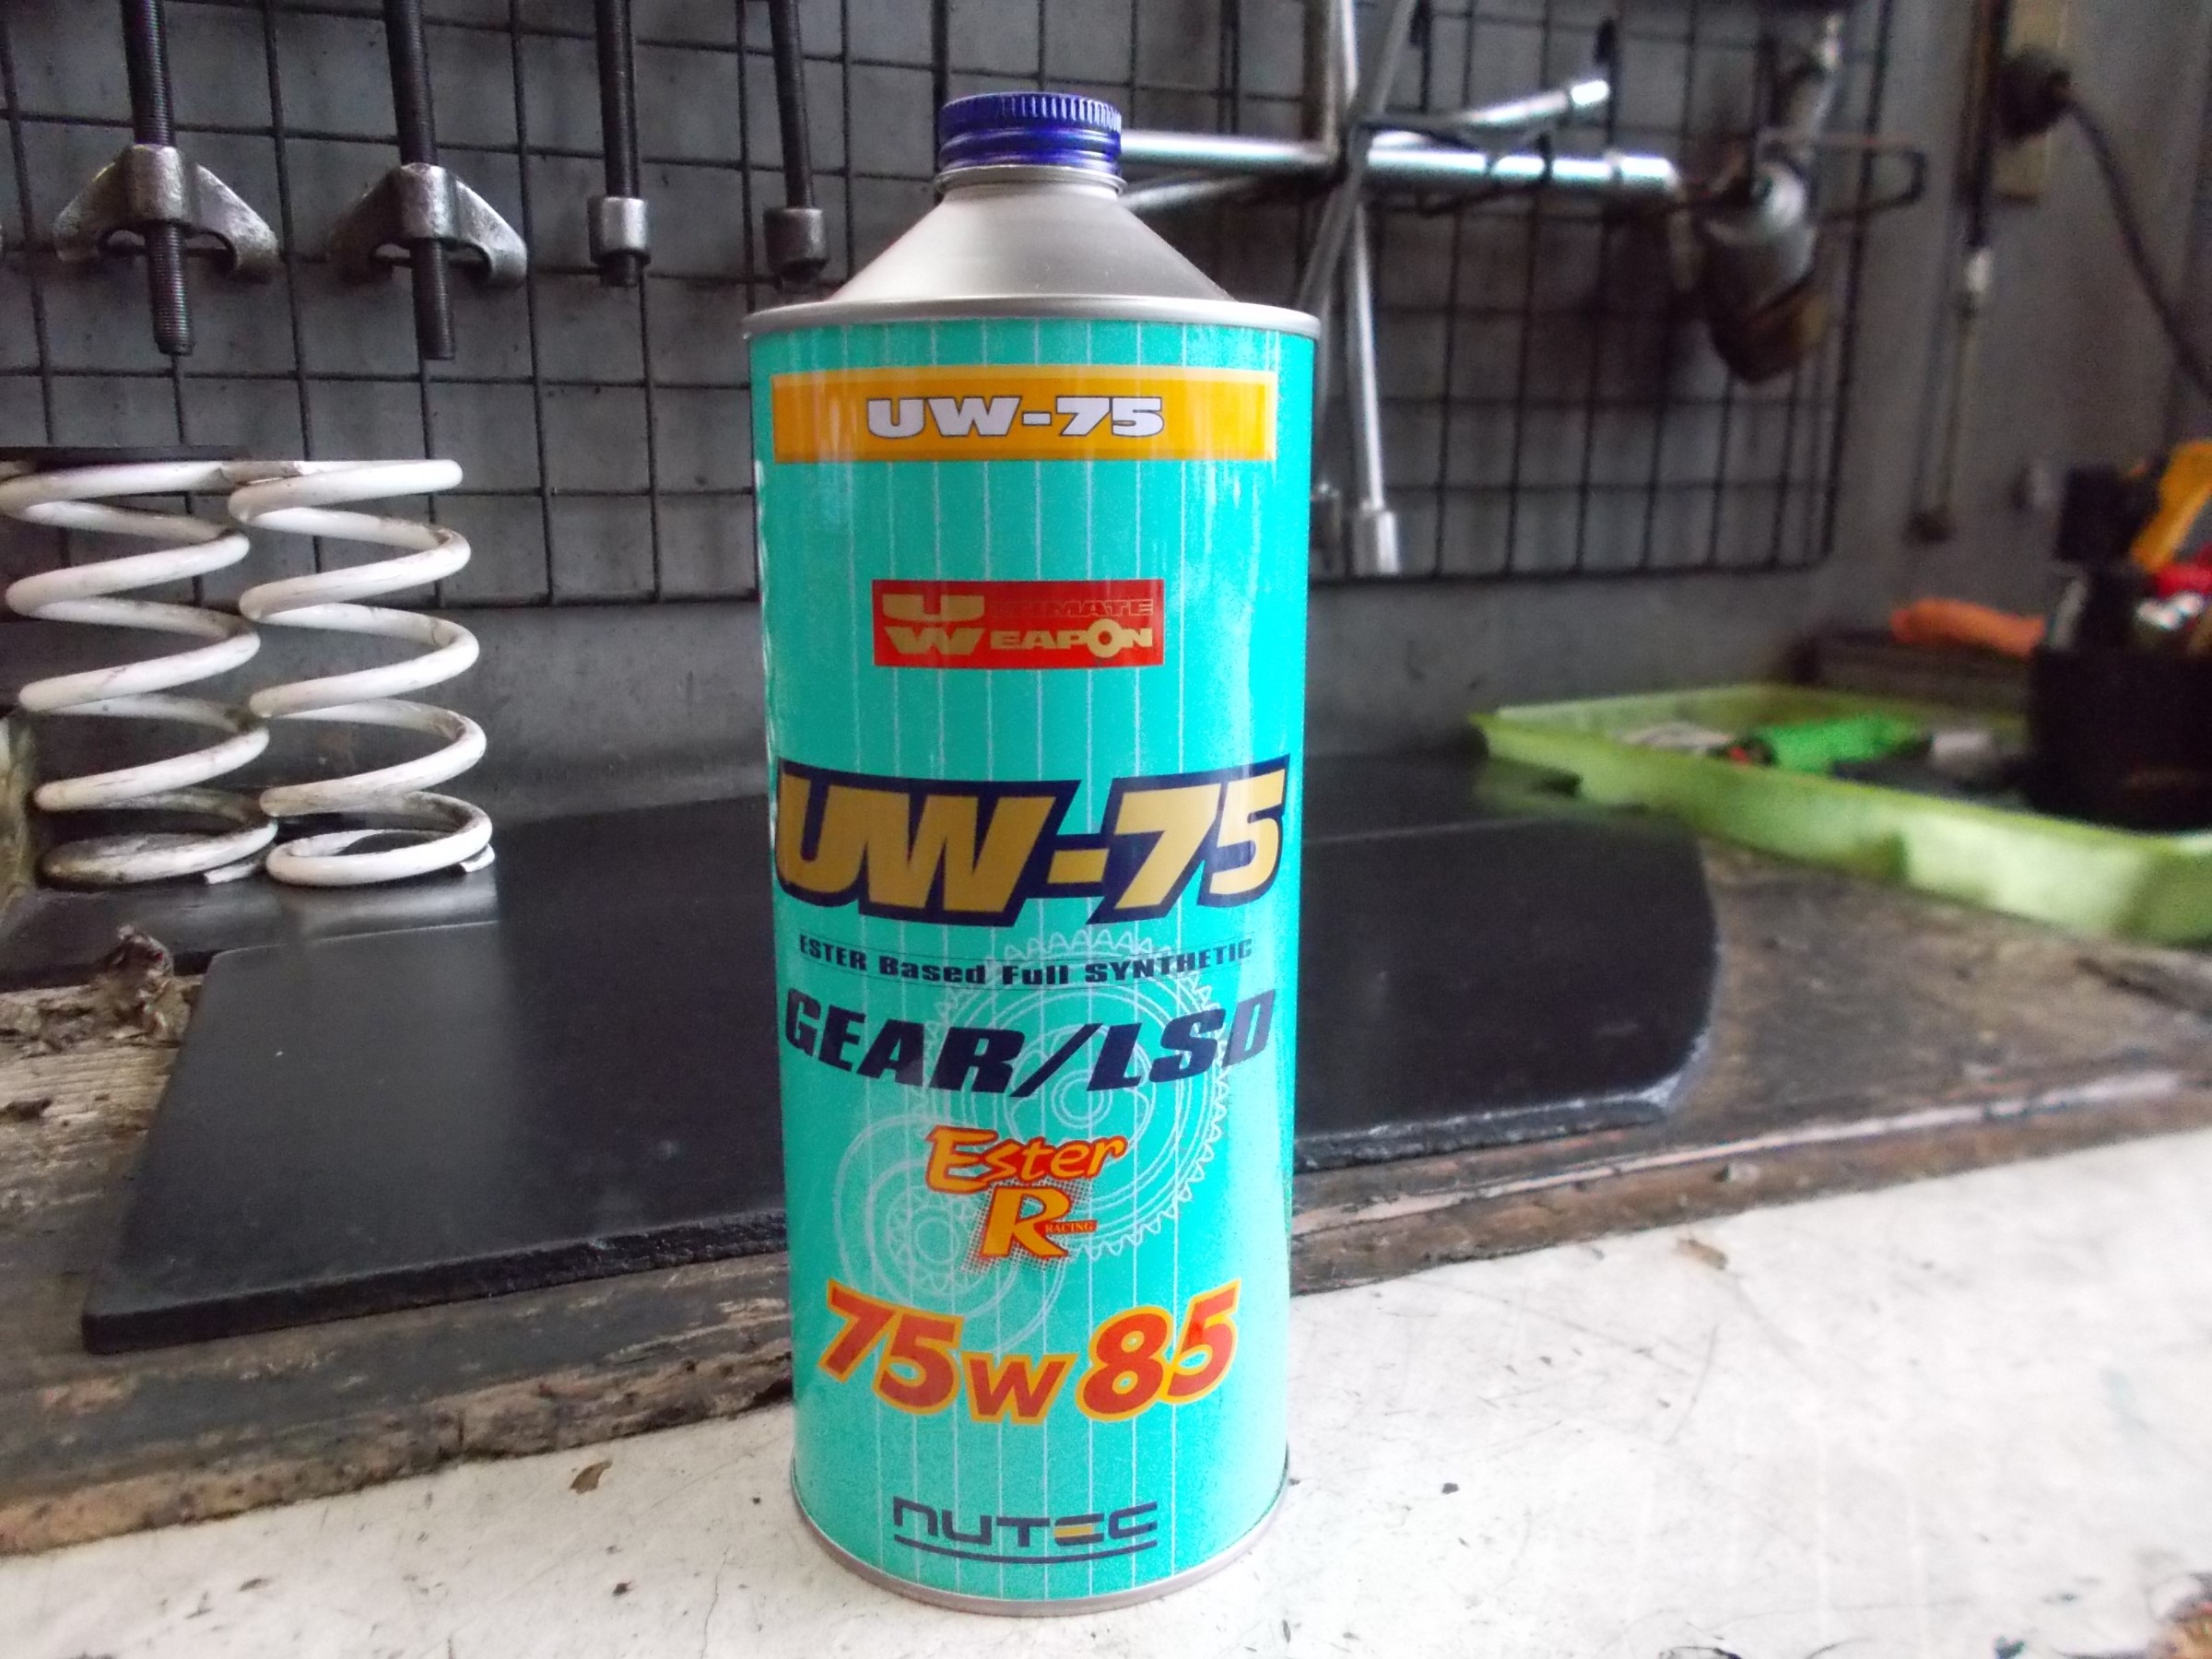 UW-75
ULTIMATE
WEAPON
UW-75
ESTER Based Full SYNTHETIC
GEAR/LSD
Ester
R RACING
75W85
NUTEC